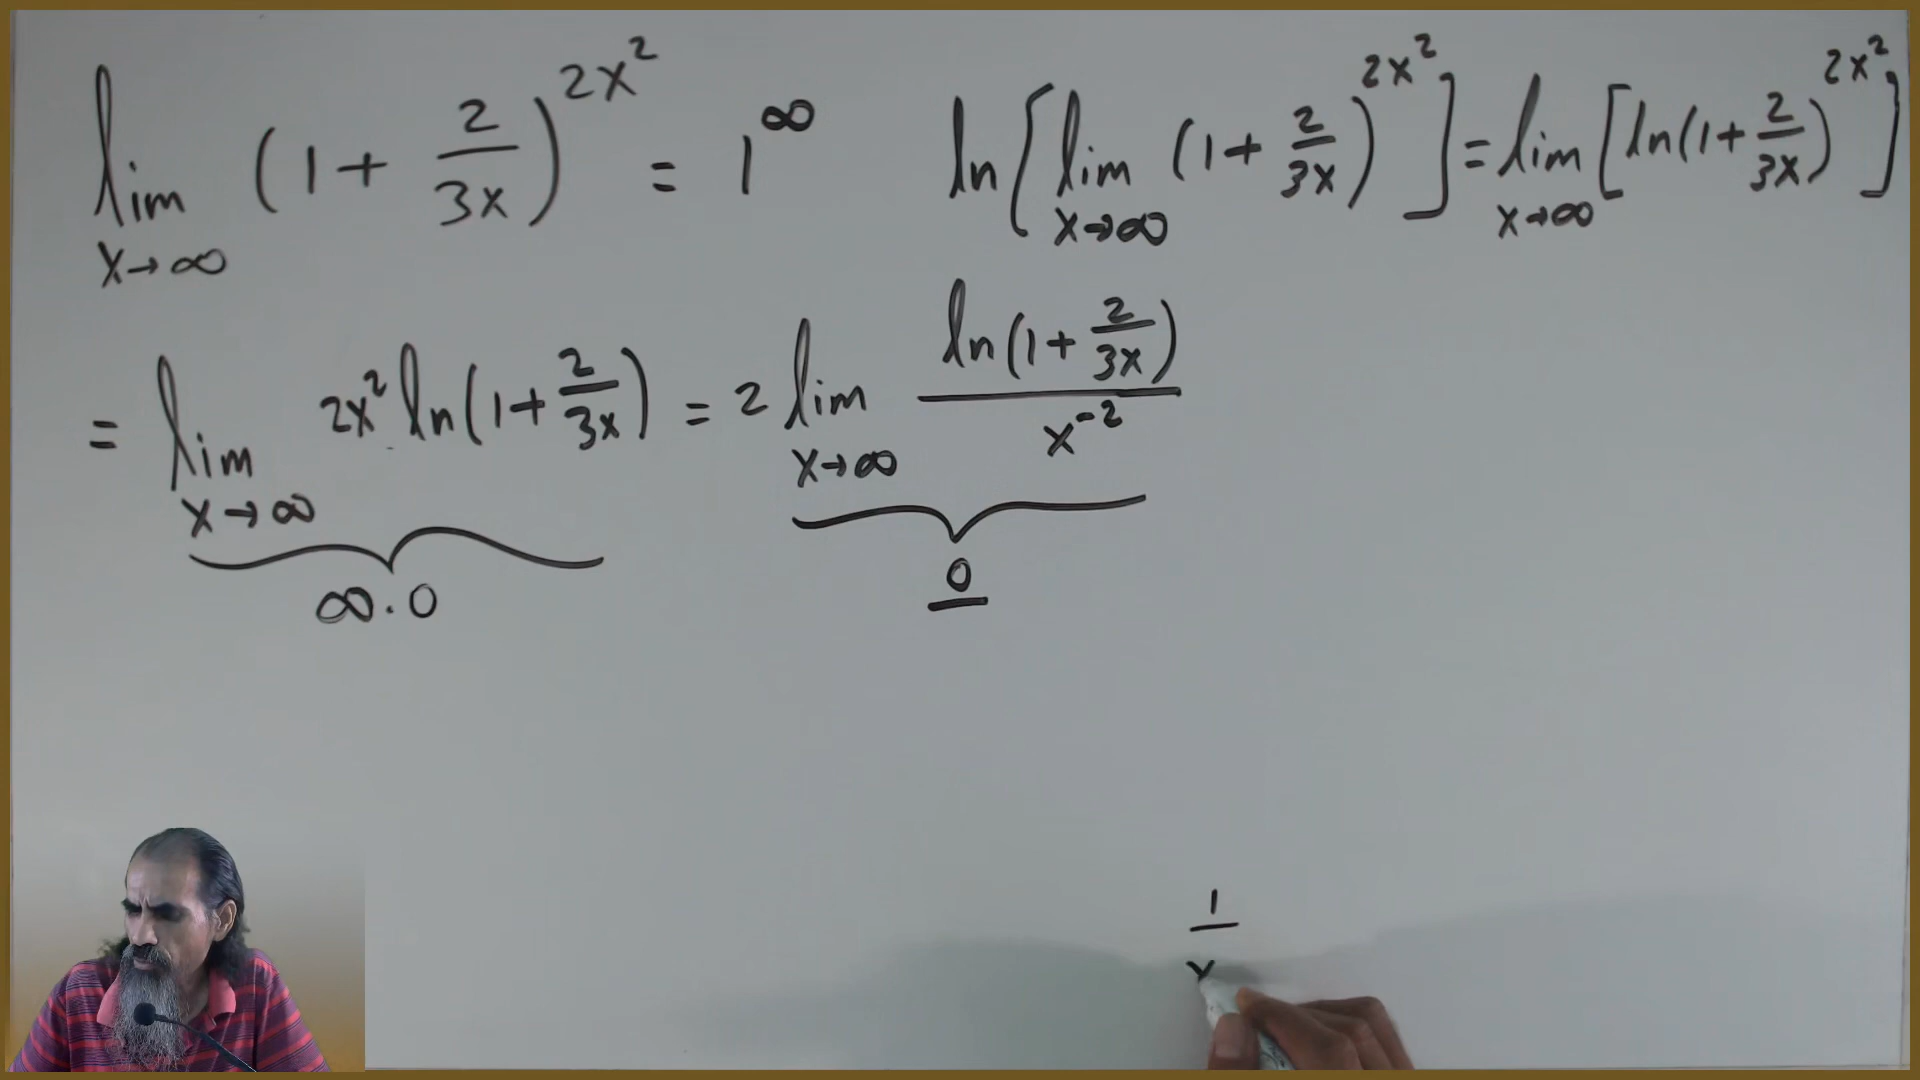 lim x→∞ (1 + 2/3x)^2x² = 1^∞
ln[lim x→∞ (1 + 2/3x)^2x²] = lim x→∞ [ln(1 + 2/3x)^2x²]
= lim x→∞ 2x² ln(1 + 2/3x) = 2 lim x→∞ ln(1 + 2/3x) / x⁻²
∞ · 0
0
1/x